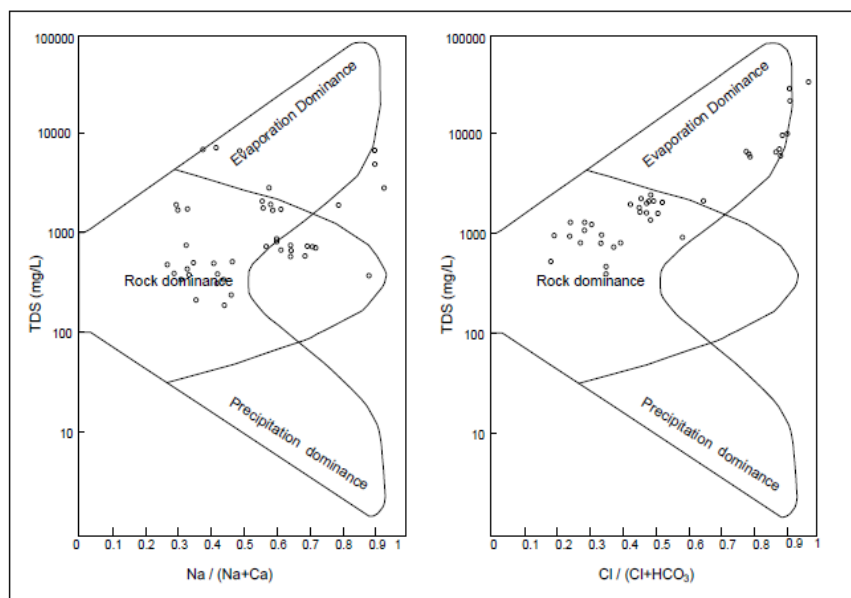 100000
10000
1000
100
10
TDS (mg/L)
Evaporation Dominance
Rock dominance
Precipitation dominance
0 0.1 0.2 0.3 0.4 0.5 0.6 0.7 0.8 0.9 1
Na / (Na+Ca)
100000
10000
1000
100
10
TDS (mg/L)
Evaporation Dominance
Rock dominance
Precipitation dominance
0 0.1 0.2 0.3 0.4 0.5 0.6 0.7 0.8 0.9 1
Cl / (Cl+HCO₃)